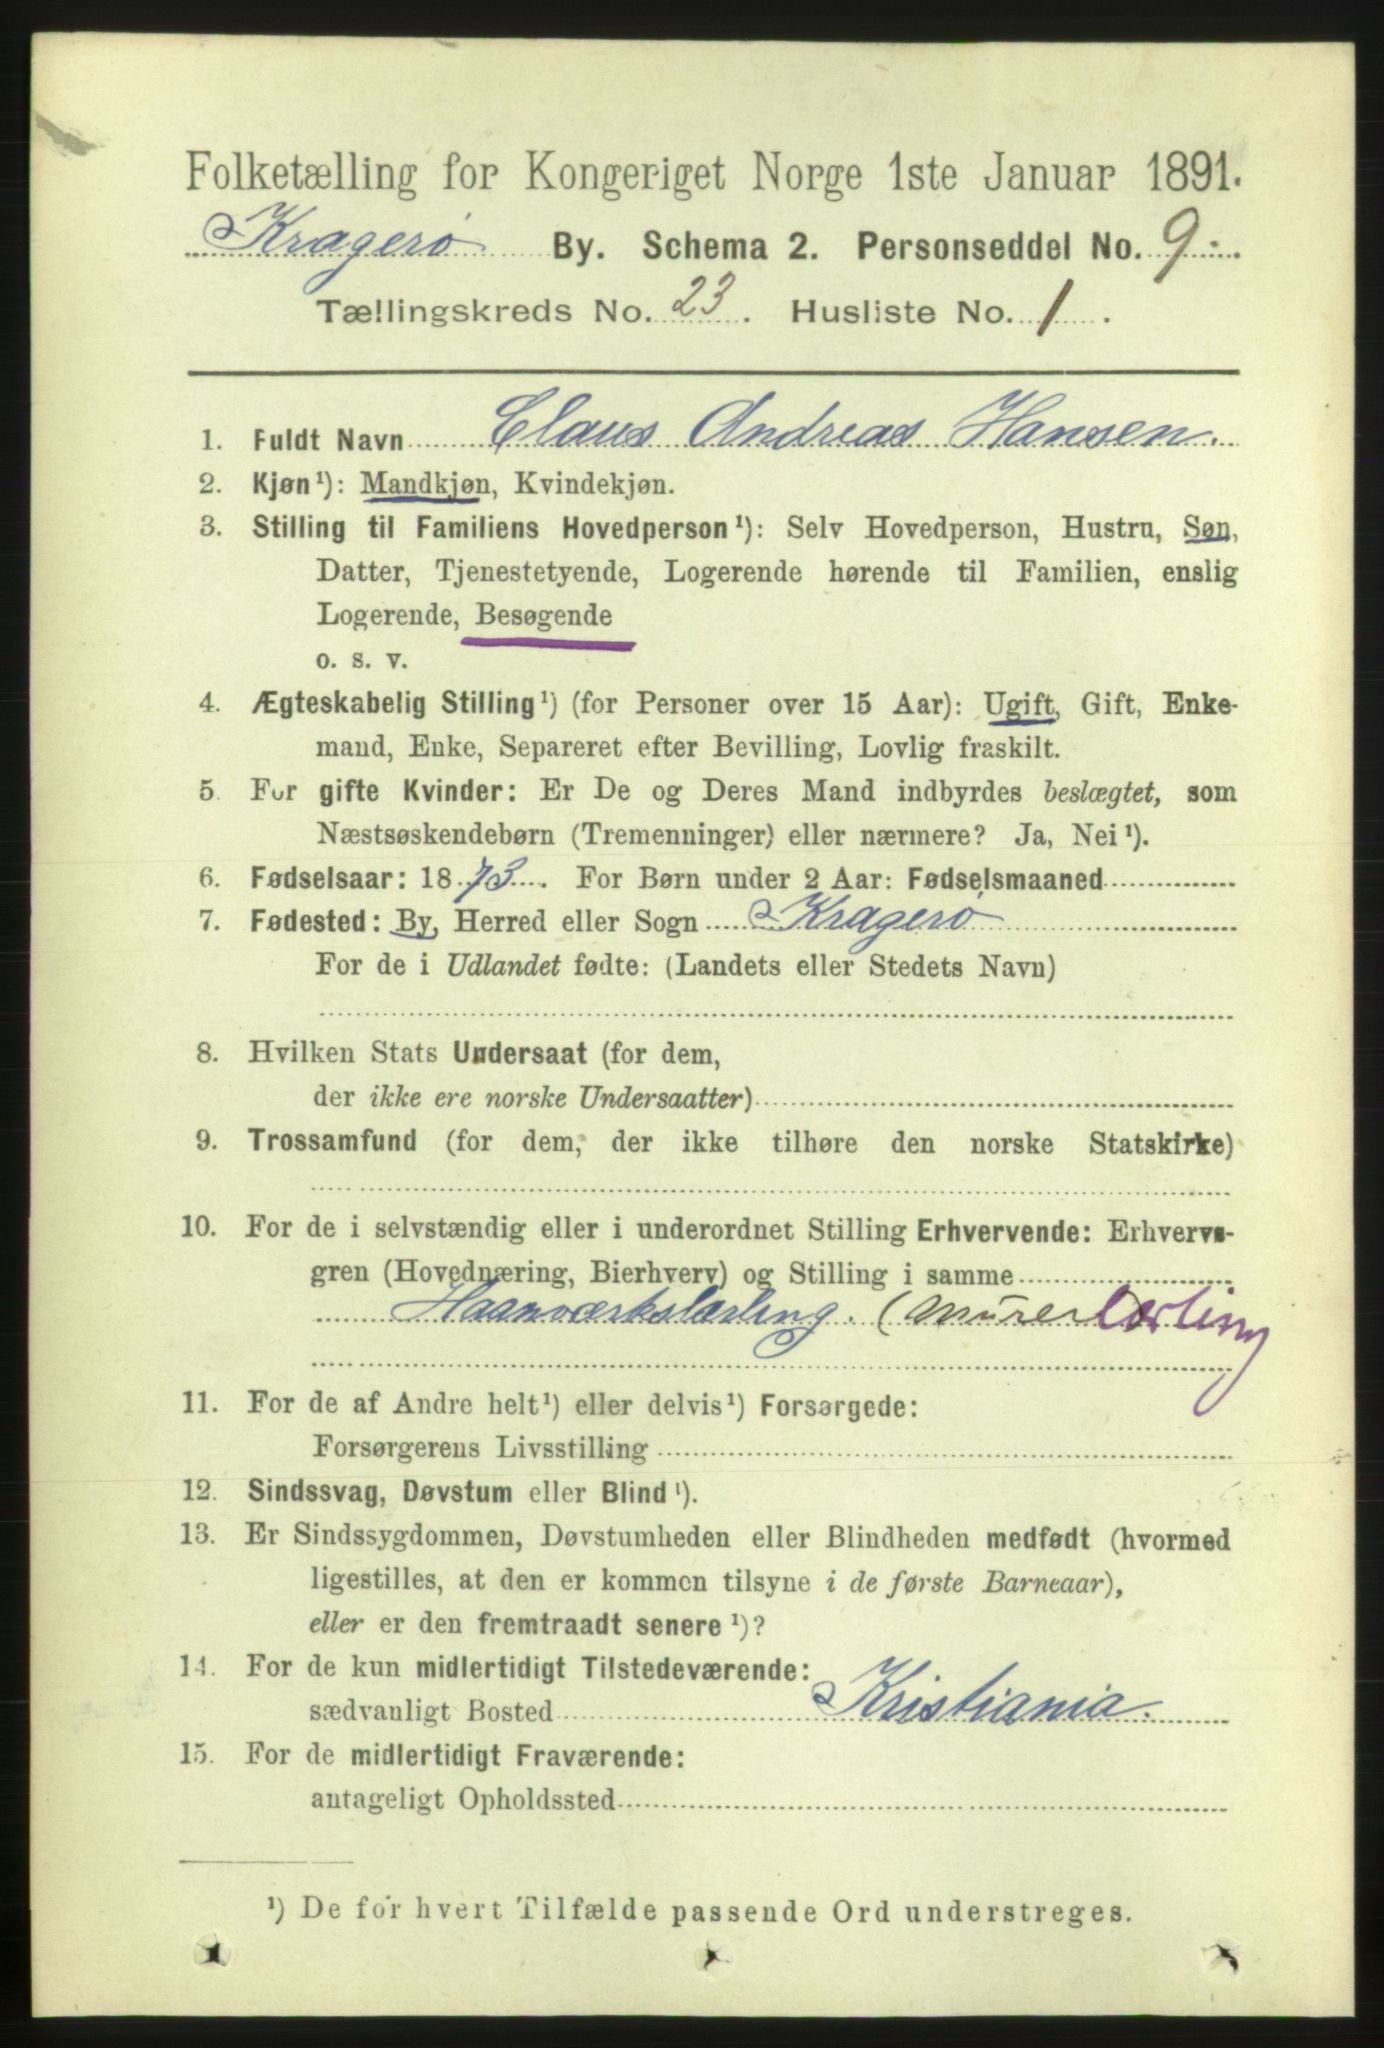 Folketælling for Kongeriget Norge 1ste Januar 1891.
Kragerø By. Schema 2. Personseddel No. 9
Tællingskreds No. 23. Husliste No. 1.
1. Fuldt Navn Claus Andreas Hansen.
2. Kjøn¹): Mandkjøn, Kvindekjøn.
3. Stilling til Familiens Hovedperson¹): Selv Hovedperson, Hustru, Søn,
Datter, Tjenestetyende, Logerende hørende til Familien, enslig
Logerende, Besøgende
o. s. v.
4. Ægteskabelig Stilling¹) (for Personer over 15 Aar): Ugift, Gift, Enke-
mand, Enke, Separeret efter Bevilling, Lovlig fraskilt.
5. For gifte Kvinder: Er De og Deres Mand indbyrdes beslægtet, som
Næstsøskendebørn (Tremenninger) eller nærmere? Ja, Nei¹).
6. Fødselsaar: 1873. For Børn under 2 Aar: Fødselsmaaned
7. Fødested: By, Herred eller Sogn Kragerø
For de i Udlandet fødte: (Landets eller Stedets Navn)
8. Hvilken Stats Undersaat (for dem,
der ikke ere norske Undersaatter)
9. Trossamfund (for dem, der ikke tilhøre den norske Statskirke)
10. For de i selvstændig eller i underordnet Stilling Erhvervende: Erhvervs-
gren (Hovednæring, Bierhverv) og Stilling i samme
Haanværkslærling. (Murerlærling
11. For de af Andre helt¹) eller delvis¹) Forsørgede:
Forsørgerens Livsstilling
12. Sindssvag, Døvstum eller Blind¹).
13. Er Sindssygdommen, Døvstumheden eller Blindheden medfødt (hvormed
ligestilles, at den er kommen tilsyne i de første Barneaar),
eller er den fremtraadt senere¹)?
14. For de kun midlertidigt Tilstedeværende:
sædvanligt Bosted Kristiania.
15. For de midlertidigt Fraværende:
antageligt Opholdssted
¹) De for hvert Tilfælde passende Ord understreges.